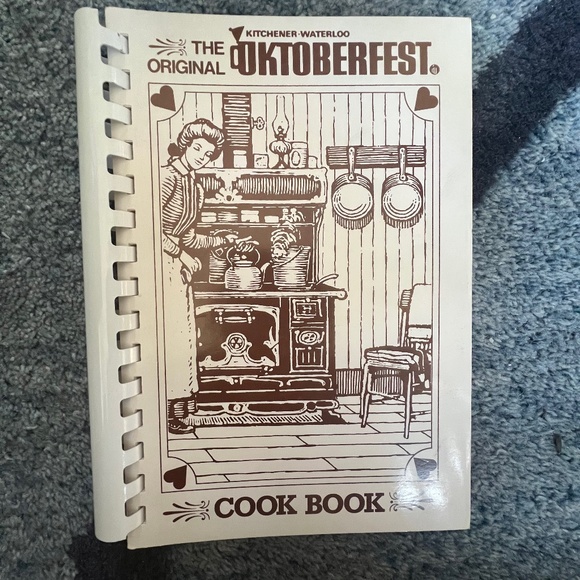 KITCHENER-WATERLOO
THE ORIGINAL OKTOBERFEST
COOK BOOK